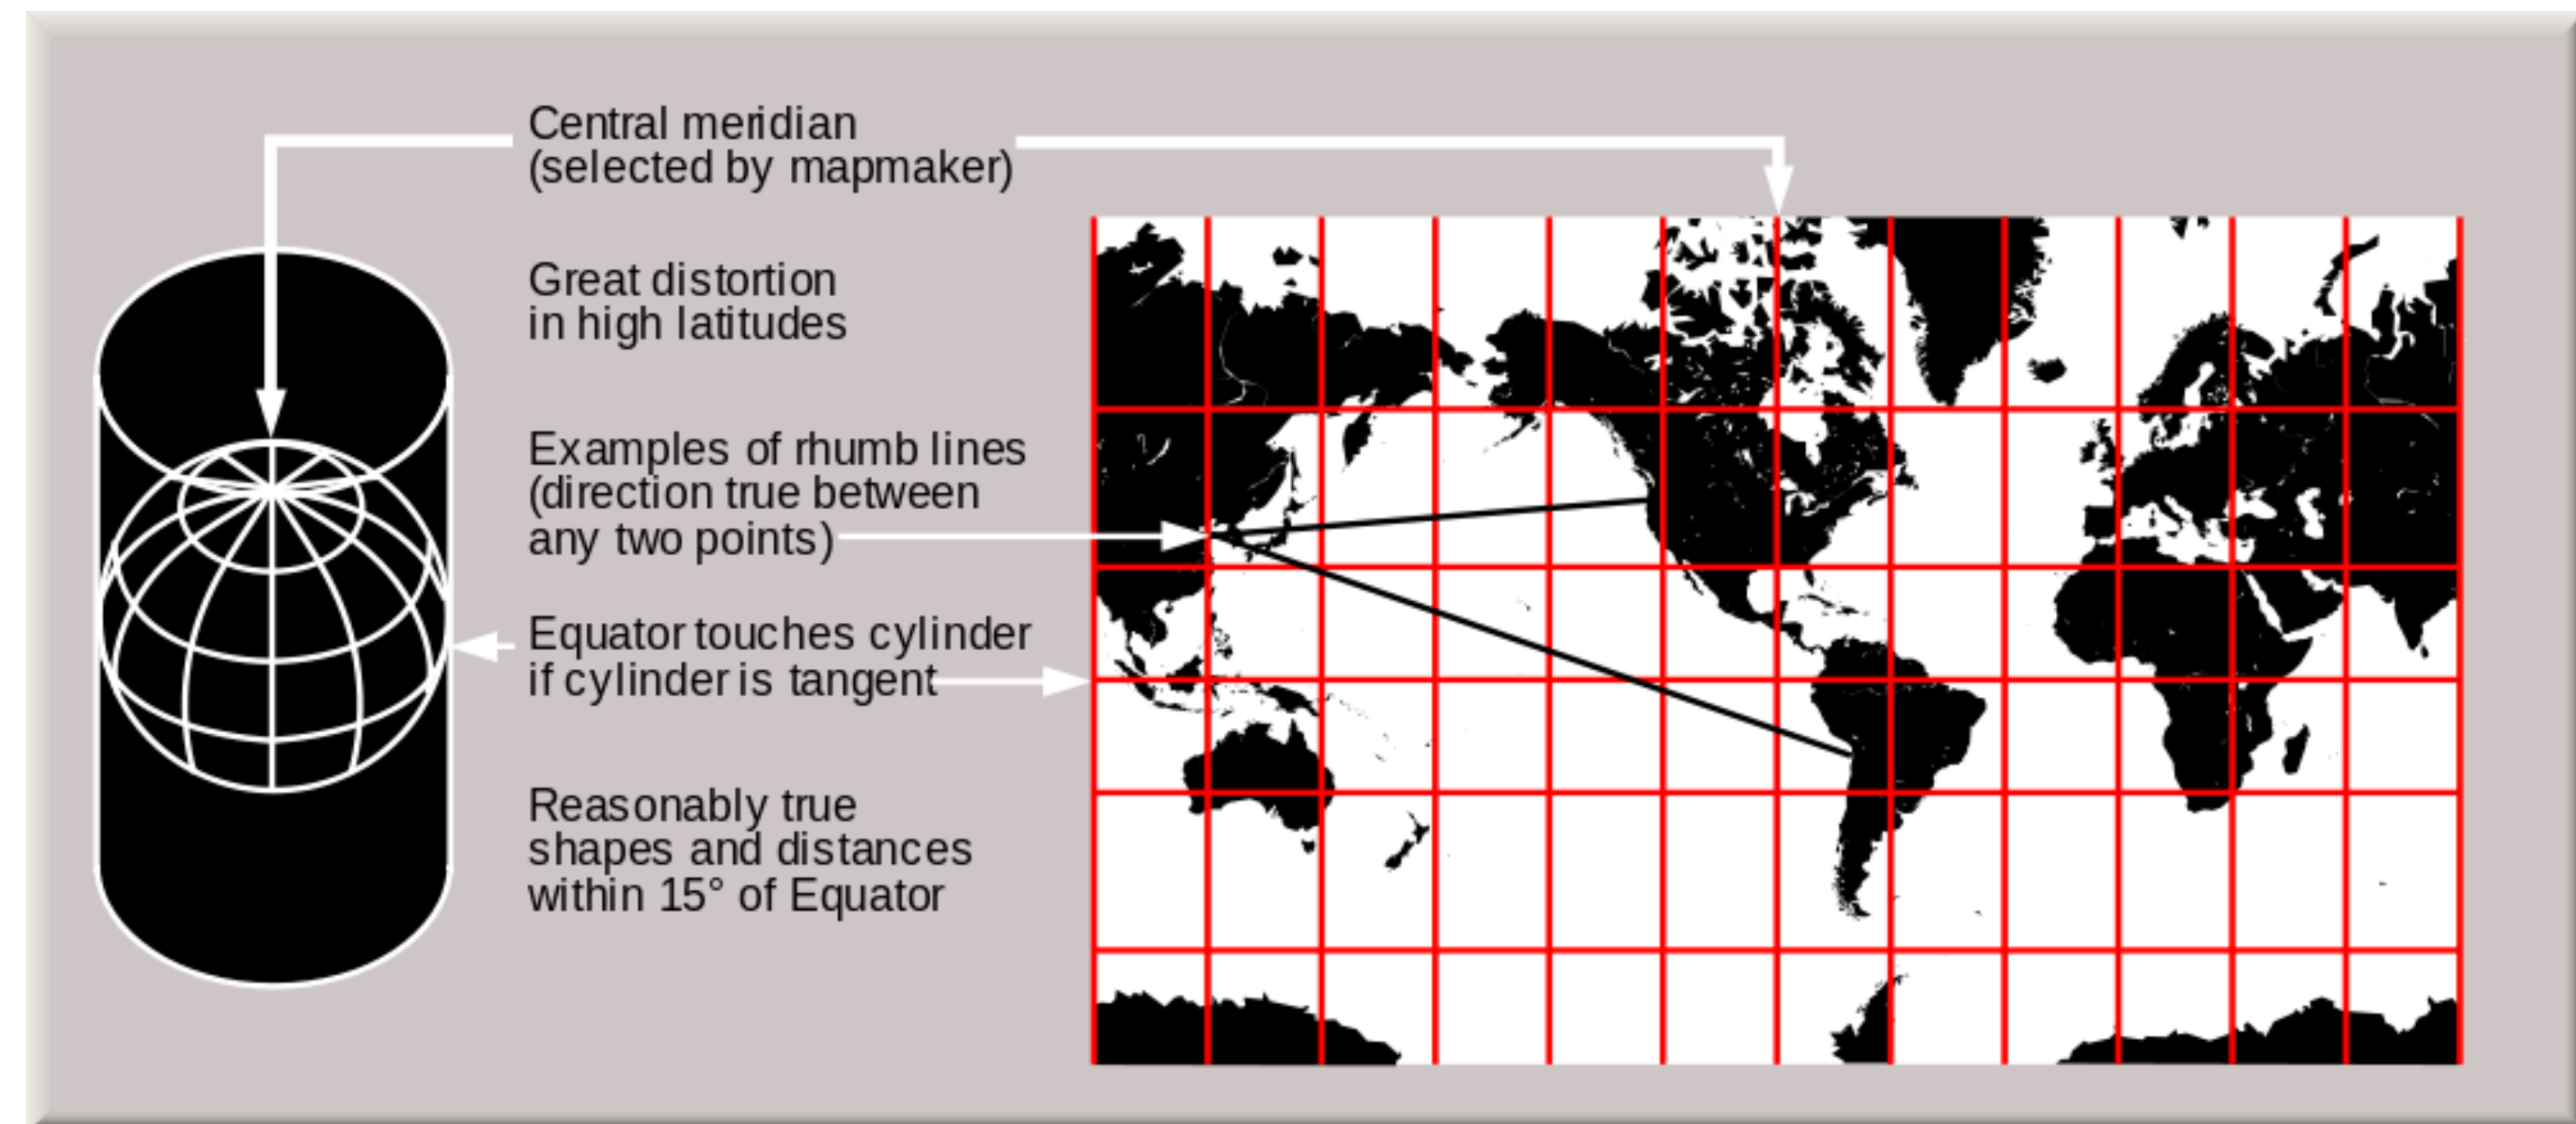 Central meridian
(selected by mapmaker)
Great distortion
in high latitudes
Examples of rhumb lines
(direction true between
any two points)
Equator touches cylinder
if cylinder is tangent
Reasonably true
shapes and distances
within 15° of Equator